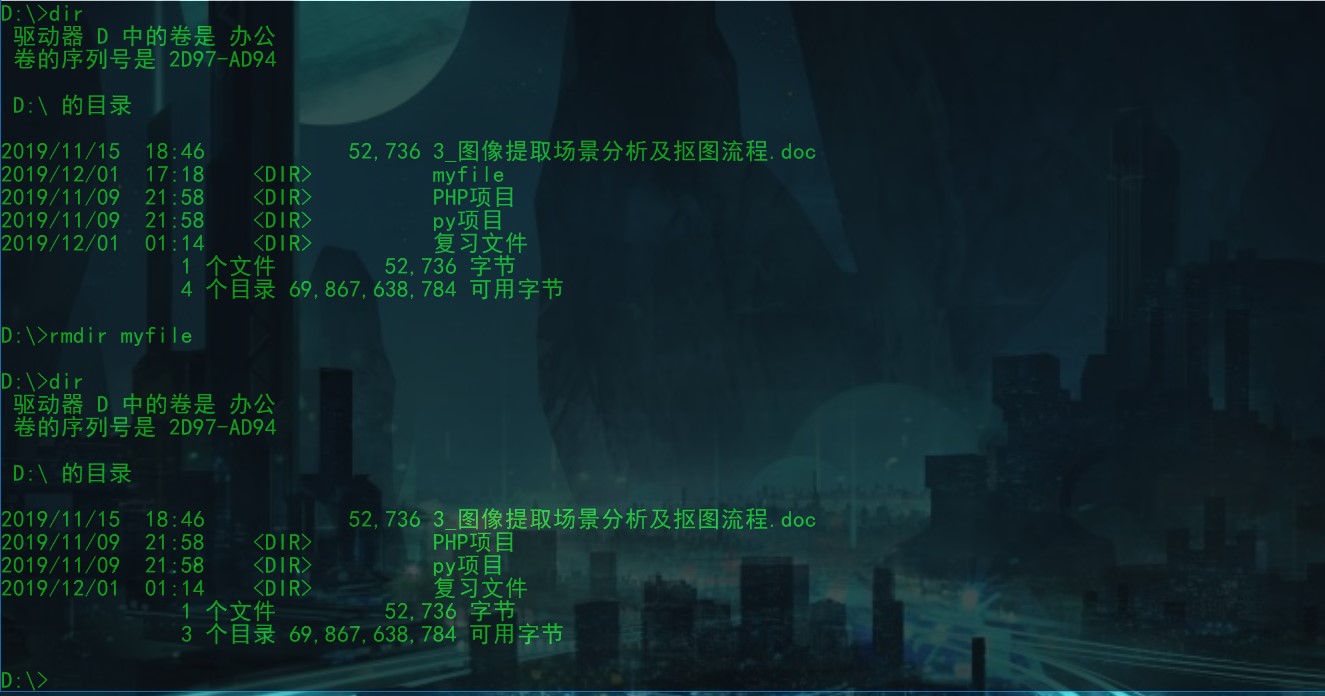 D:\>dir
驱动器 D 中的卷是 办公
卷的序列号是 2D97-AD94
D:\ 的目录
2019/11/15  18:46            52,736 3_图像提取场景分析及抠图流程.doc
2019/12/01  17:18    <DIR>          myfile
2019/11/09  21:58    <DIR>          PHP项目
2019/11/09  21:58    <DIR>          py项目
2019/12/01  01:14    <DIR>          复习文件
1 个文件         52,736 字节
4 个目录 69,867,638,784 可用字节
D:\>rmdir myfile
D:\>dir
驱动器 D 中的卷是 办公
卷的序列号是 2D97-AD94
D:\ 的目录
2019/11/15  18:46            52,736 3_图像提取场景分析及抠图流程.doc
2019/11/09  21:58    <DIR>          PHP项目
2019/11/09  21:58    <DIR>          py项目
2019/12/01  01:14    <DIR>          复习文件
1 个文件         52,736 字节
3 个目录 69,867,638,784 可用字节
D:\>